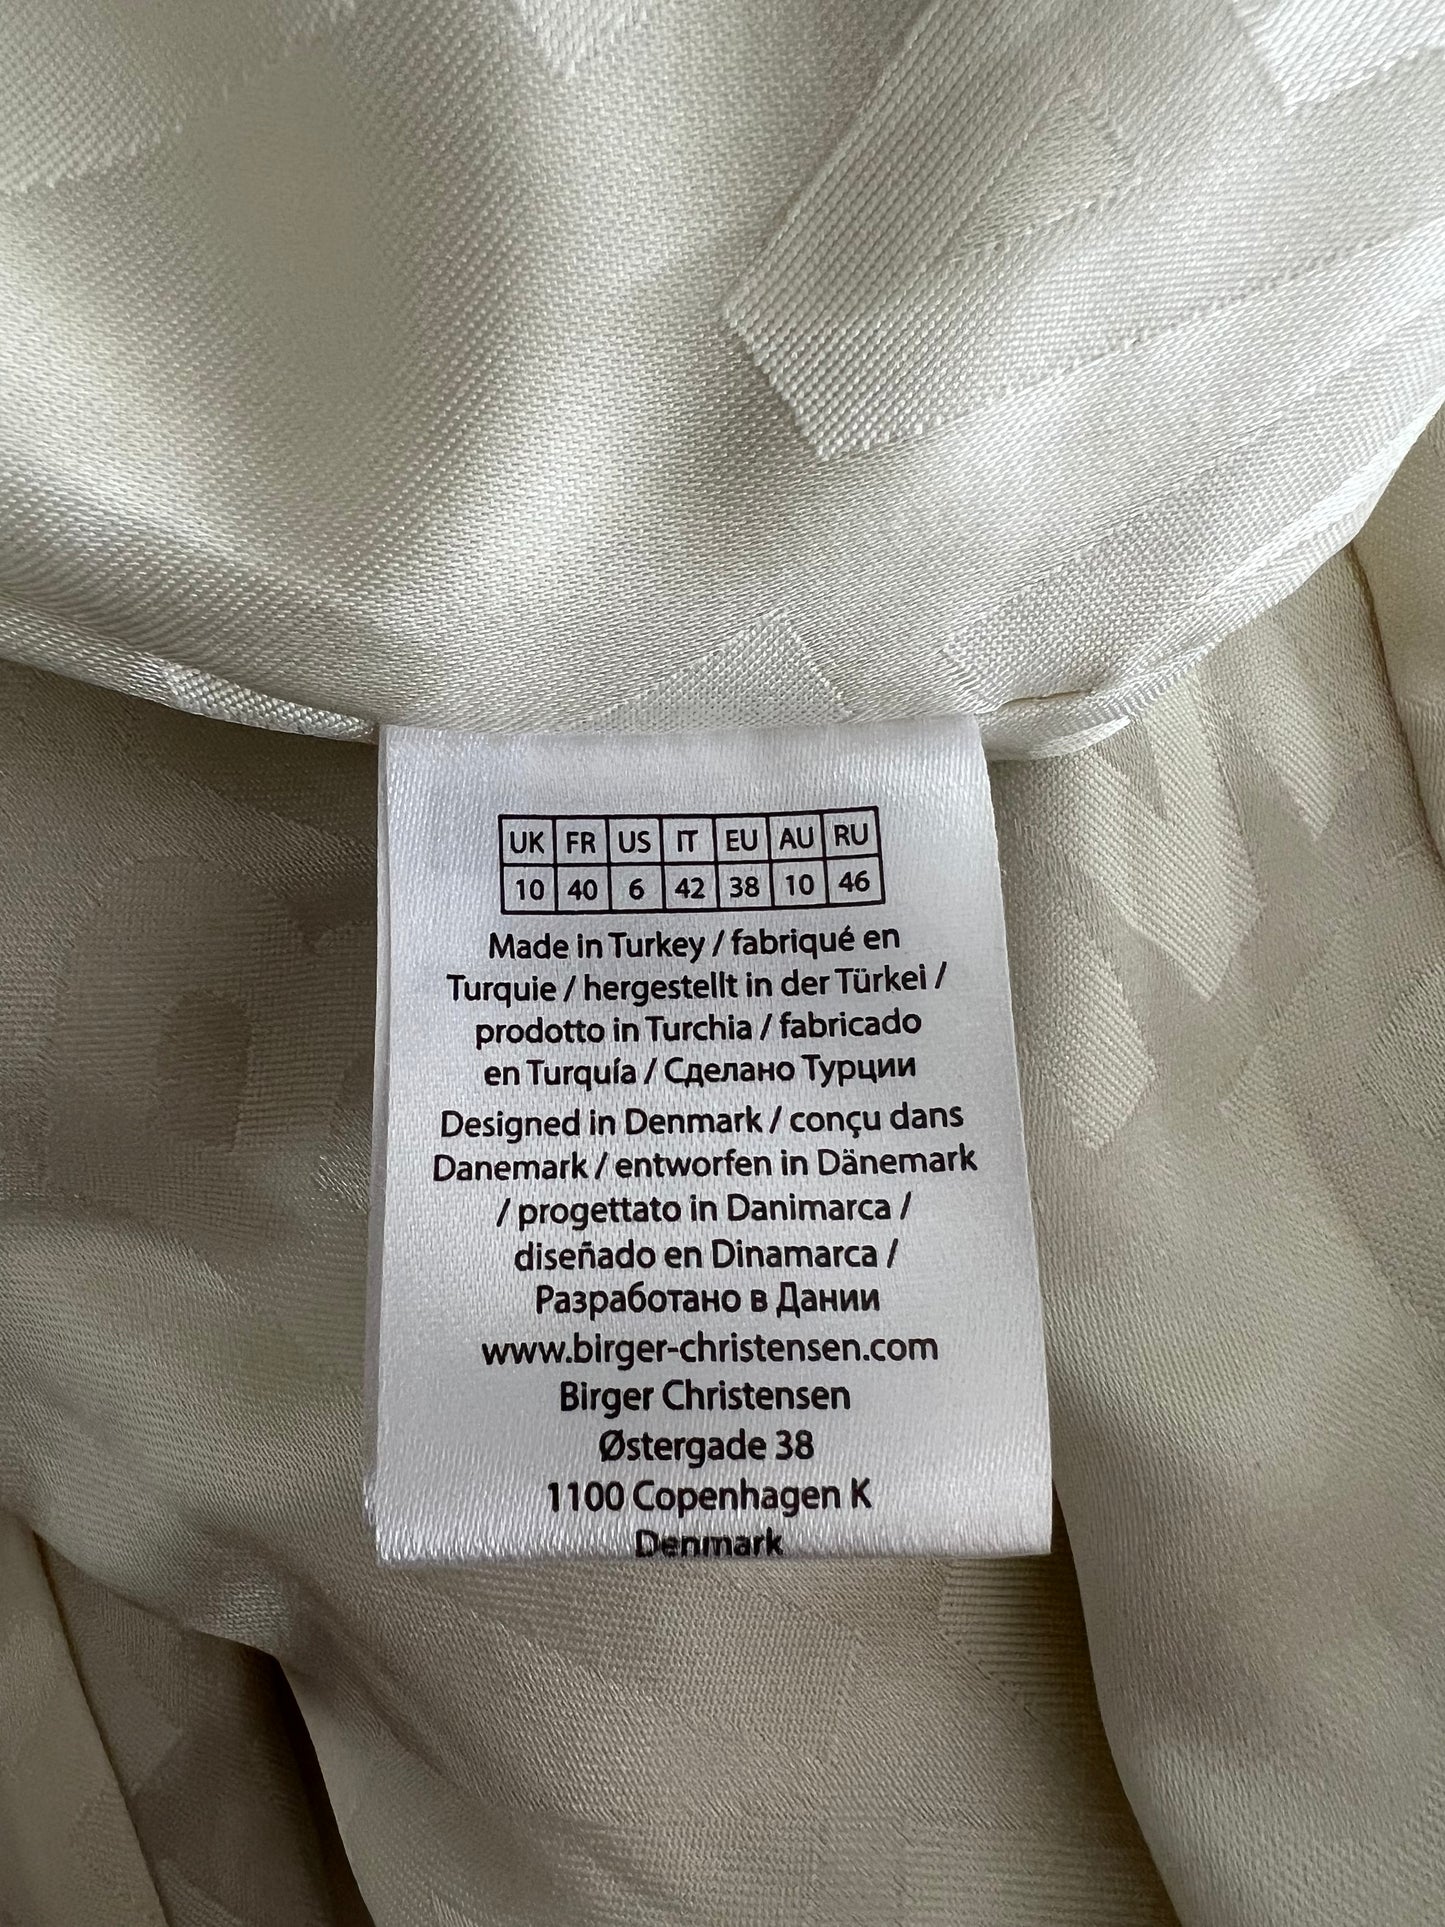 UK FR US IT EU AU RU
10 40 6 42 38 10 46
Made in Turkey / fabriqué en
Turquie / hergestellt in der Türkei /
prodotto in Turchia / fabricado
en Turquía / Сделано Турции
Designed in Denmark / conçu dans
Danemark / entworfen in Dänemark
/ progettato in Danimarca /
diseñado en Dinamarca /
Разработано в Дании
www.birger-christensen.com
Birger Christensen
Østergade 38
1100 Copenhagen K
Denmark